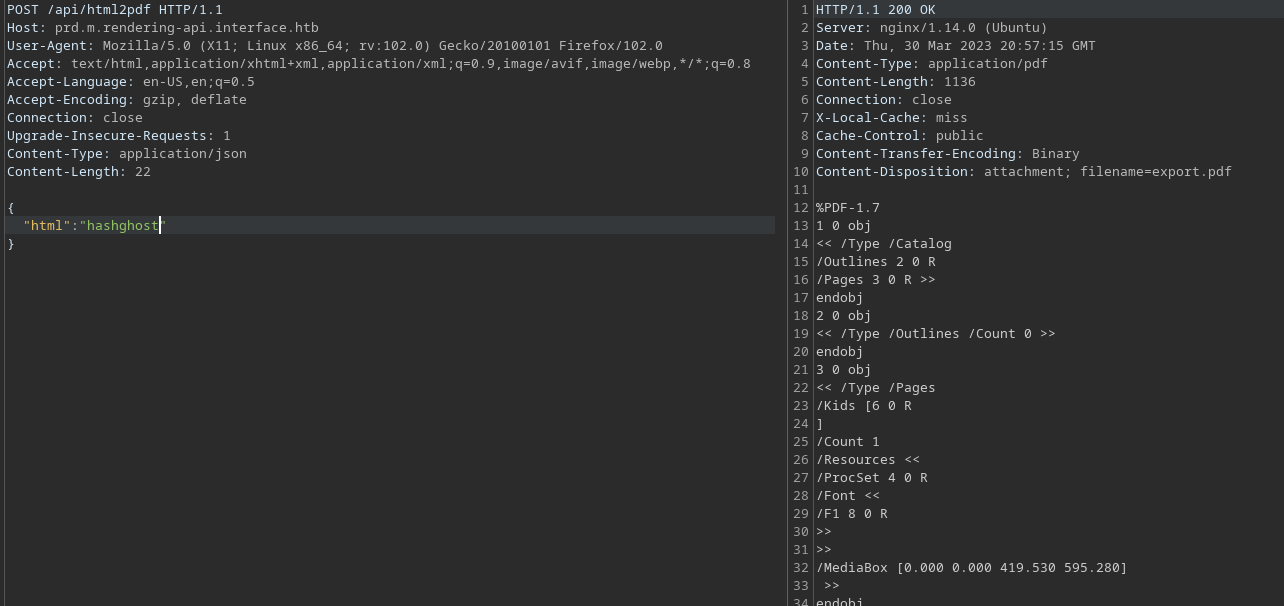 POST /api/html2pdf HTTP/1.1
Host: prd.m.rendering-api.interface.htb
User-Agent: Mozilla/5.0 (X11; Linux x86_64; rv:102.0) Gecko/20100101 Firefox/102.0
Accept: text/html,application/xhtml+xml,application/xml;q=0.9,image/avif,image/webp,*/*;q=0.8
Accept-Language: en-US,en;q=0.5
Accept-Encoding: gzip, deflate
Connection: close
Upgrade-Insecure-Requests: 1
Content-Type: application/json
Content-Length: 22

{
  "html":"hashghost"
}
1 HTTP/1.1 200 OK
2 Server: nginx/1.14.0 (Ubuntu)
3 Date: Thu, 30 Mar 2023 20:57:15 GMT
4 Content-Type: application/pdf
5 Content-Length: 1136
6 Connection: close
7 X-Local-Cache: miss
8 Cache-Control: public
9 Content-Transfer-Encoding: Binary
10 Content-Disposition: attachment; filename=export.pdf
11
12 %PDF-1.7
13 1 0 obj
14 << /Type /Catalog
15 /Outlines 2 0 R
16 /Pages 3 0 R >>
17 endobj
18 2 0 obj
19 << /Type /Outlines /Count 0 >>
20 endobj
21 3 0 obj
22 << /Type /Pages
23 /Kids [6 0 R
24 ]
25 /Count 1
26 /Resources <<
27 /ProcSet 4 0 R
28 /Font <<
29 /F1 8 0 R
30 >>
31 >>
32 /MediaBox [0.000 0.000 419.530 595.280]
33  >>
34 endobj